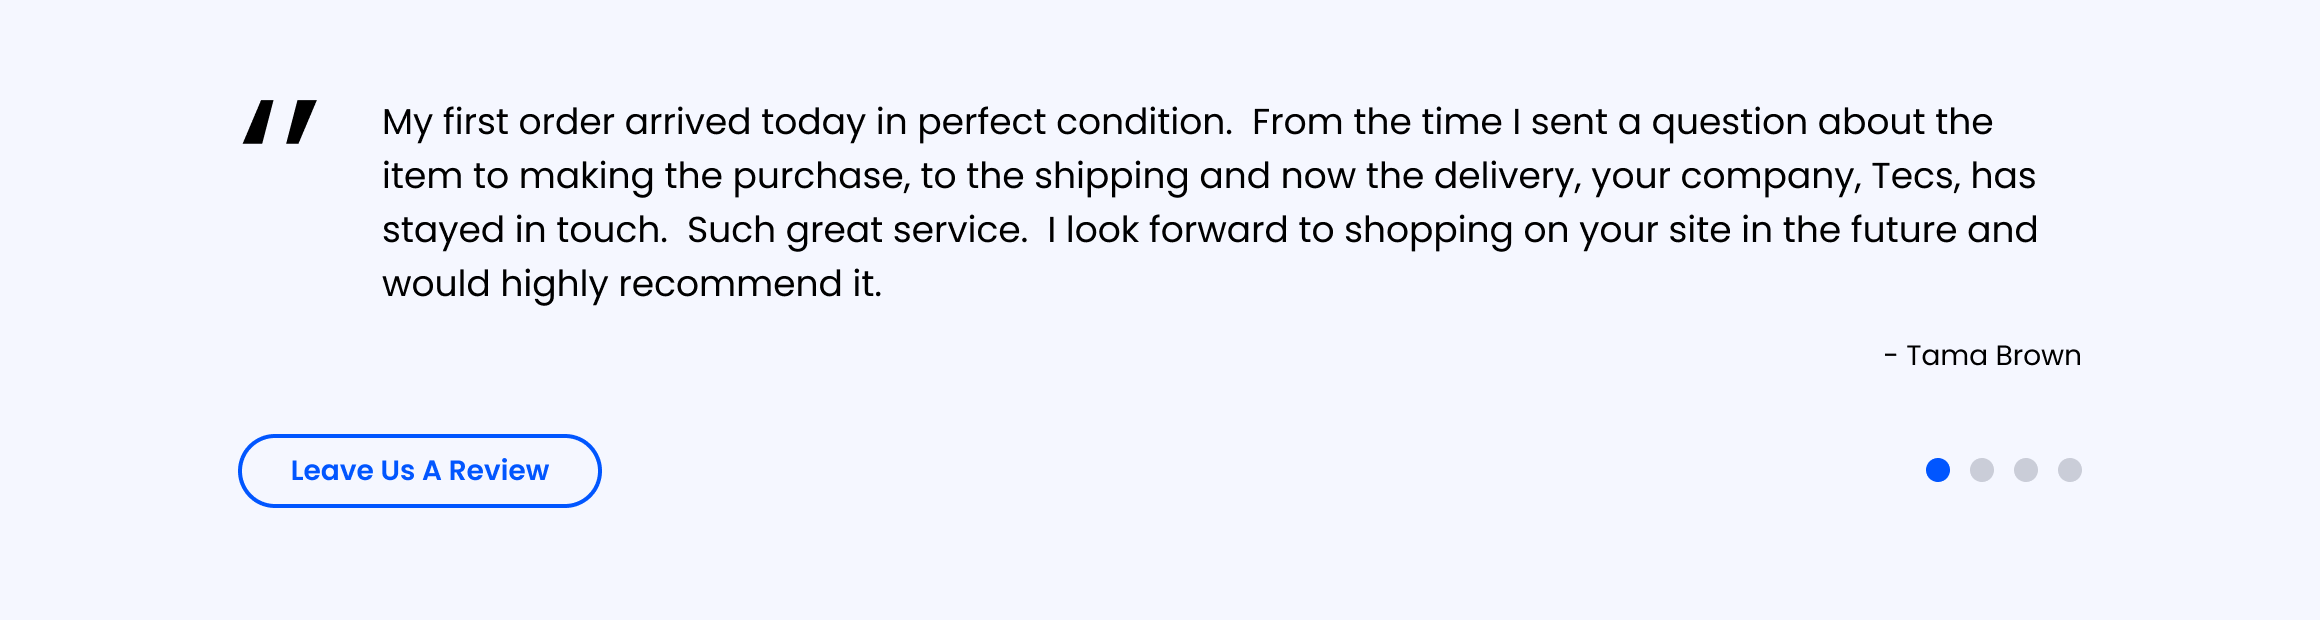 " My first order arrived today in perfect condition.  From the time I sent a question about the
item to making the purchase, to the shipping and now the delivery, your company, Tecs, has
stayed in touch.  Such great service.  I look forward to shopping on your site in the future and
would highly recommend it.
- Tama Brown
Leave Us A Review